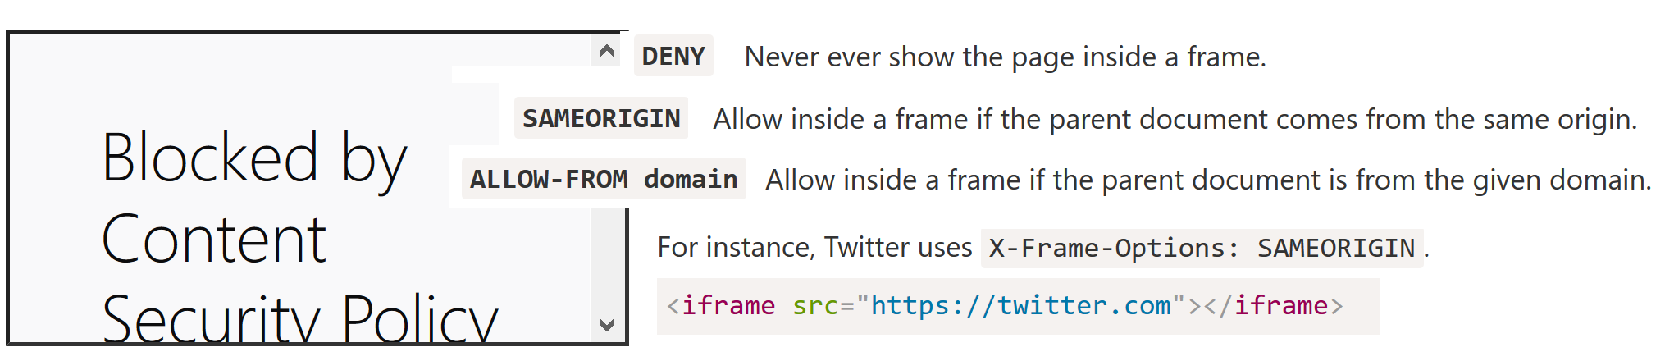 DENY Never ever show the page inside a frame.
SAMEORIGIN Allow inside a frame if the parent document comes from the same origin.
ALLOW-FROM domain Allow inside a frame if the parent document is from the given domain.
For instance, Twitter uses X-Frame-Options: SAMEORIGIN.
<iframe src="https://twitter.com"></iframe>
Blocked by
Content
Security Policy